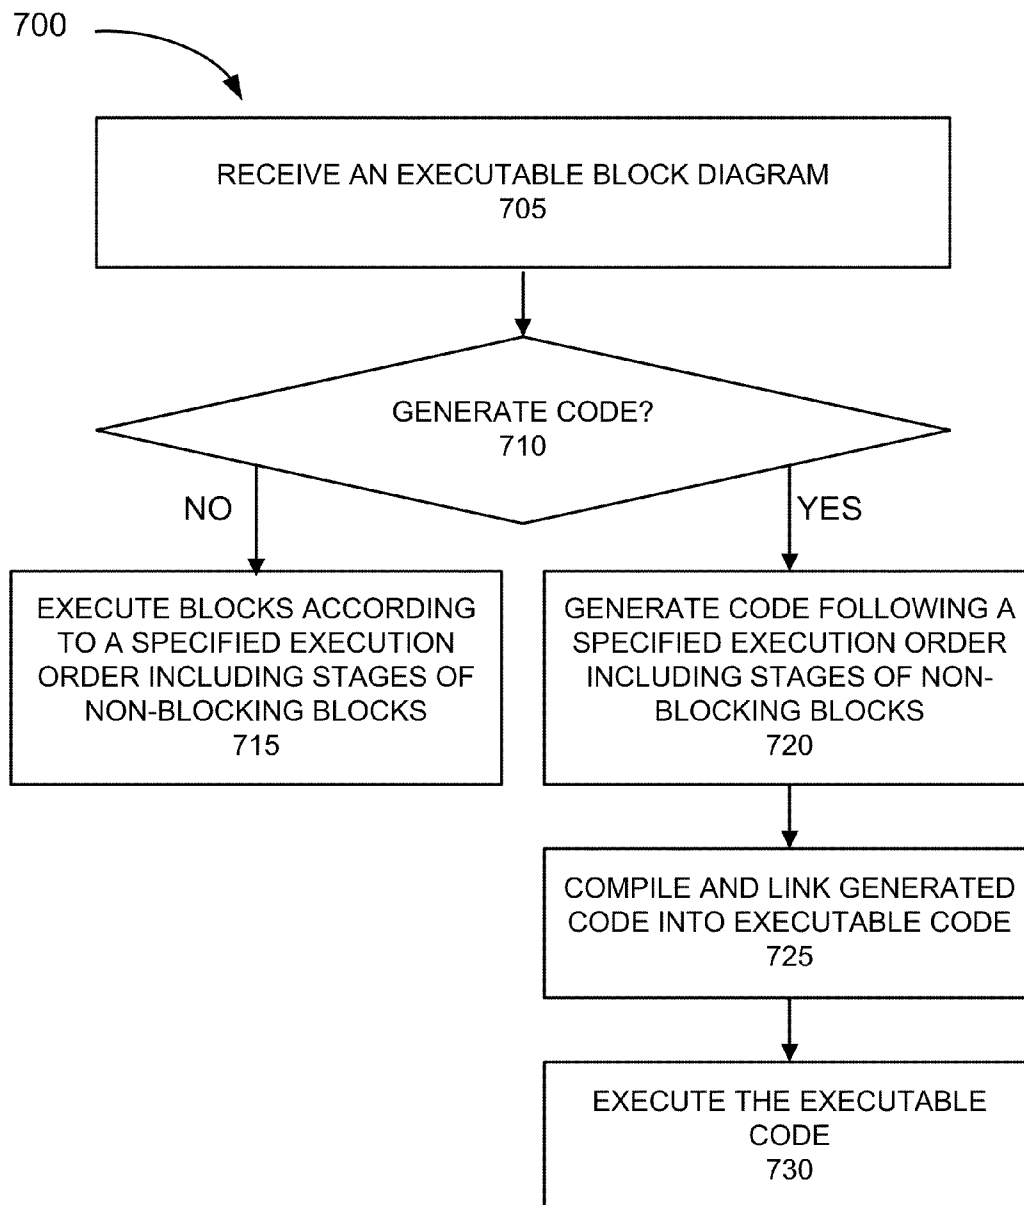 700
RECEIVE AN EXECUTABLE BLOCK DIAGRAM
705
GENERATE CODE?
710
NO
YES
EXECUTE BLOCKS ACCORDING
TO A SPECIFIED EXECUTION
ORDER INCLUDING STAGES OF
NON-BLOCKING BLOCKS
715
GENERATE CODE FOLLOWING A
SPECIFIED EXECUTION ORDER
INCLUDING STAGES OF NON-
BLOCKING BLOCKS
720
COMPILE AND LINK GENERATED
CODE INTO EXECUTABLE CODE
725
EXECUTE THE EXECUTABLE
CODE
730